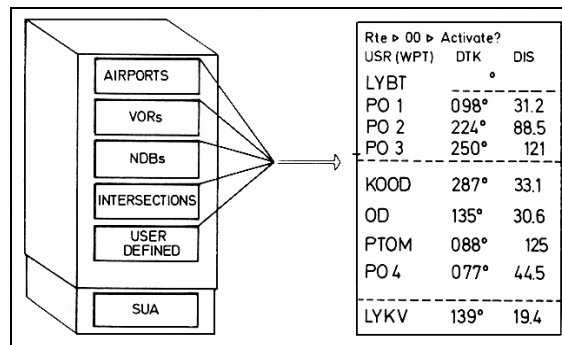 AIRPORTS
VORs
NDBs
INTERSECTIONS
USER
DEFINED
SUA
Rte ▹ 00 ▹ Activate?
USR (WPT) DTK DIS
LYBT °
PO 1 098° 31.2
PO 2 224° 88.5
PO 3 250° 121
KOOD 287° 33.1
OD 135° 30.6
PTOM 088° 125
PO 4 077° 44.5
LYKV 139° 19.4